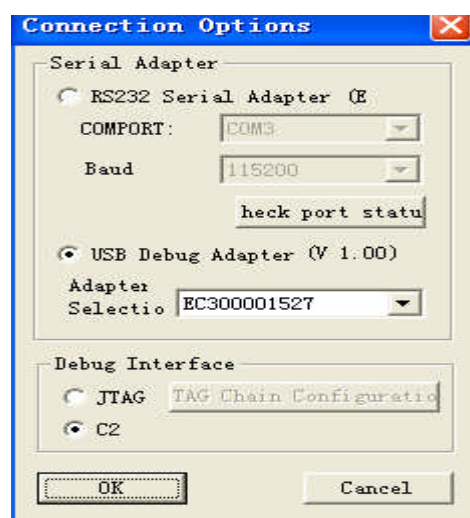 Connection Options
Serial Adapter
RS232 Serial Adapter (E
COMPORT: COM3
Baud 115200
heck port statu
USB Debug Adapter (V 1.00)
Adapter
Selectio EC300001527
Debug Interface
JTAG TAG Chain Configuratio
C2
OK Cancel